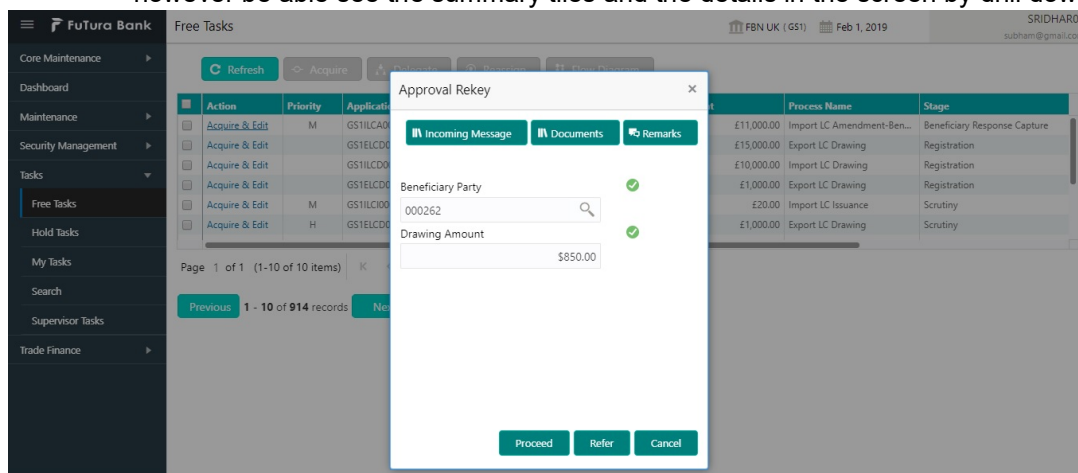 however be able see the summary tiles and the details in the screen by drill dow
FuTura Bank
Free Tasks
FBN UK ( GS1)
Feb 1, 2019
SRIDHAR0
subham@gmail.co
Core Maintenance
Dashboard
Maintenance
Security Management
Tasks
Free Tasks
Hold Tasks
My Tasks
Search
Supervisor Tasks
Trade Finance
Refresh
Acquire
Action Priority Applicati Process Name Stage
Acquire & Edit M GS1ILCA0 £11,000.00 Import LC Amendment-Ben... Beneficiary Response Capture
Acquire & Edit GS1ELCD0 £15,000.00 Export LC Drawing Registration
Acquire & Edit GS1ILCD0 £10,000.00 Import LC Drawing Registration
Acquire & Edit GS1ELCD0 £1,000.00 Export LC Drawing Registration
Acquire & Edit M GS1ILCI00 £20.00 Import LC Issuance Scrutiny
Acquire & Edit H GS1ELCD0 £1,000.00 Export LC Drawing Scrutiny
Page 1 of 1 (1-10 of 10 items)
Previous 1 - 10 of 914 records Ne
Approval Rekey
Incoming Message Documents Remarks
Beneficiary Party
000262
Drawing Amount
$850.00
Proceed Refer Cancel